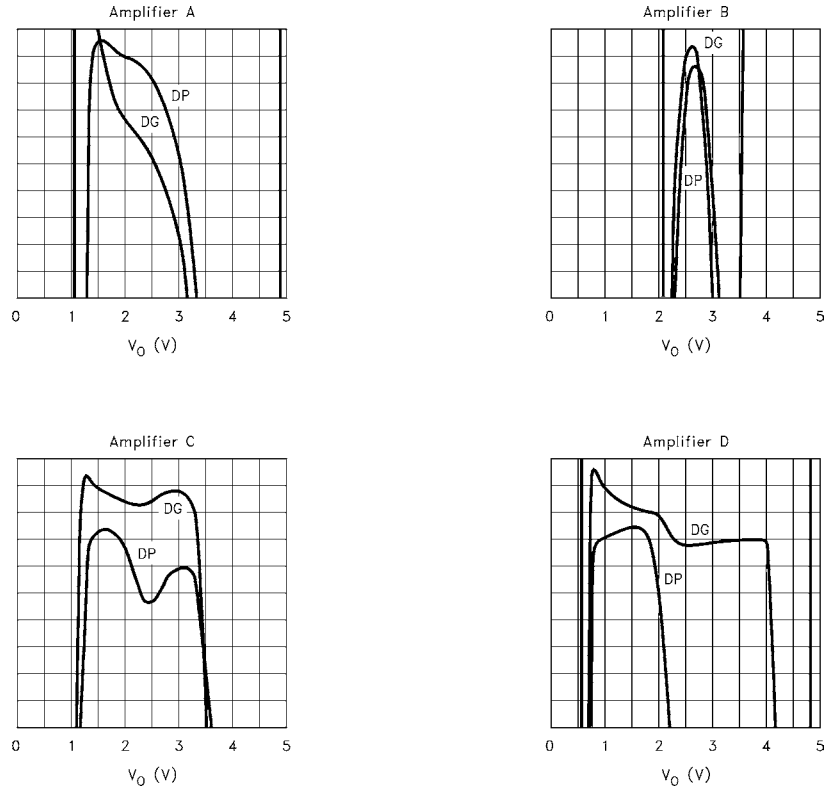 Amplifier A
DP
DG
0 1 2 3 4 5
V_O (V)
Amplifier B
DG
DP
0 1 2 3 4 5
V_O (V)
Amplifier C
DG
DP
0 1 2 3 4 5
V_O (V)
Amplifier D
DG
DP
0 1 2 3 4 5
V_O (V)